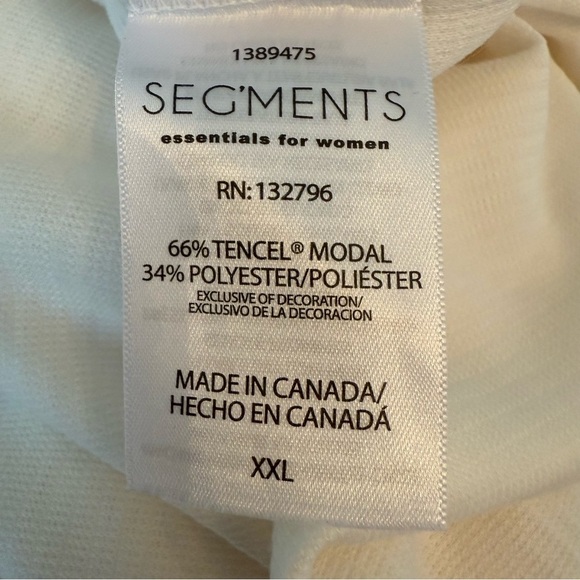 1389475
SEG'MENTS
essentials for women
RN: 132796
66% TENCEL® MODAL
34% POLYESTER/POLIÉSTER
EXCLUSIVE OF DECORATION/
EXCLUSIVO DE LA DECORACION
MADE IN CANADA/
HECHO EN CANADÁ
XXL